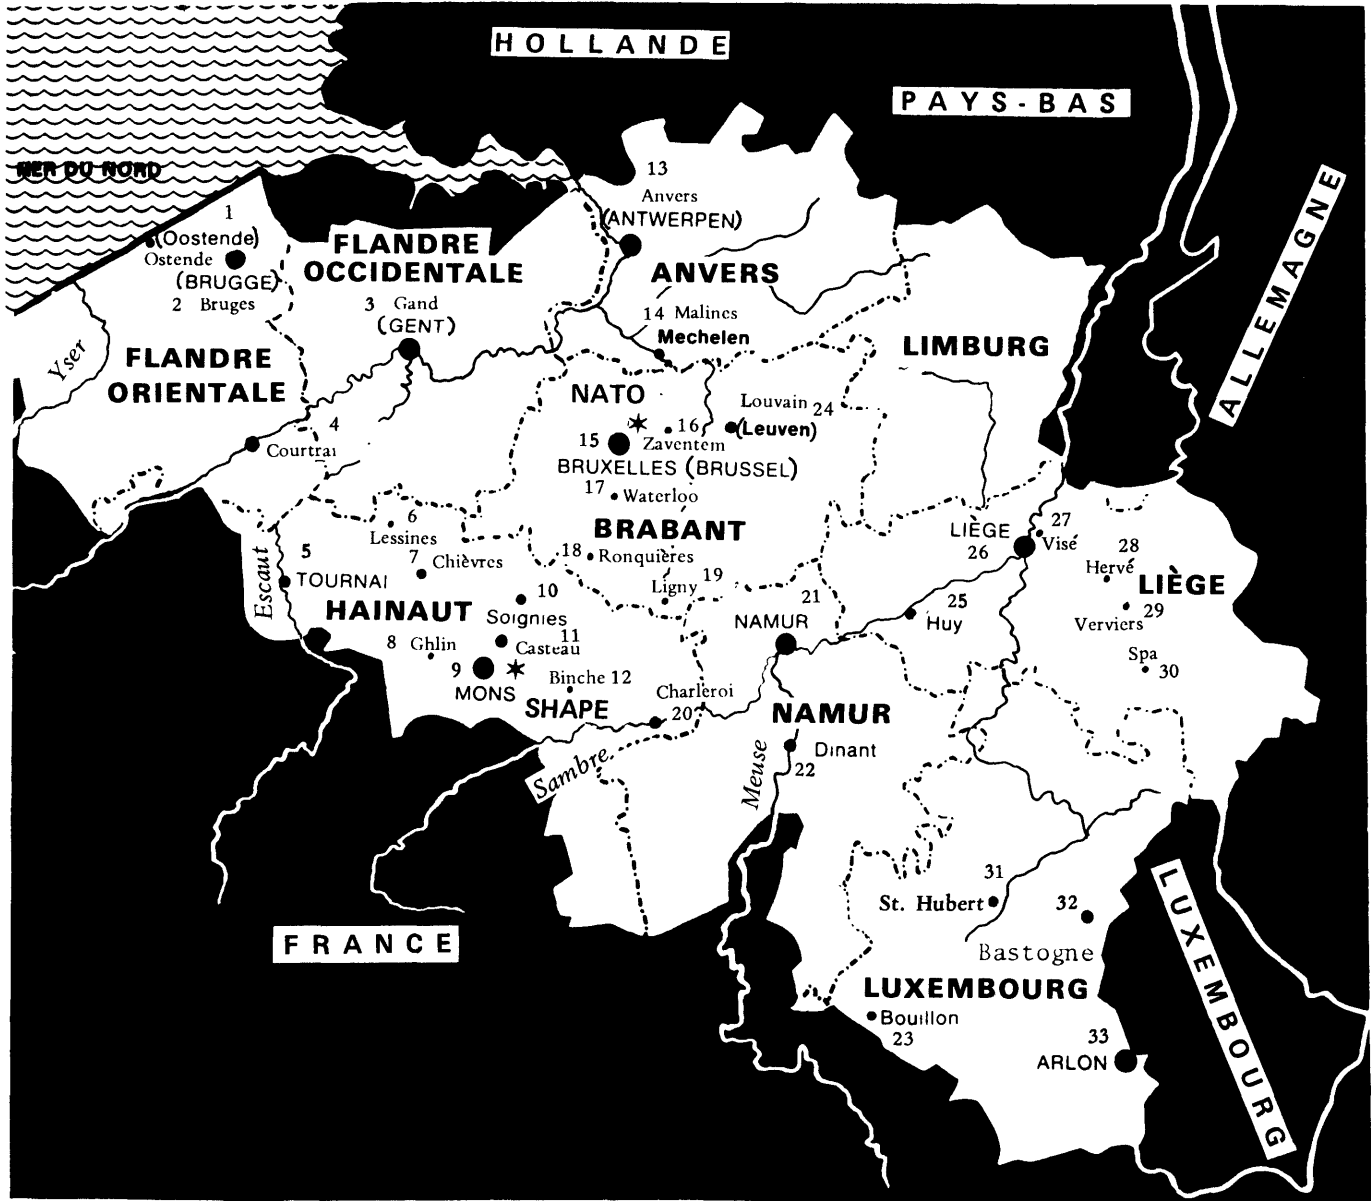 HOLLANDE
PAYS-BAS
MER DU NORD
ALLEMAGNE
13
Anvers
(ANTWERPEN)
1
(Oostende)
Ostende
(BRUGGE)
2 Bruges
FLANDRE
OCCIDENTALE
3 Gand
(GENT)
ANVERS
14 Malines
Mechelen
Yser
FLANDRE
ORIENTALE
LIMBURG
NATO
Louvain 24
(Leuven)
4
Courtrai
16
15 Zaventem
BRUXELLES (BRUSSEL)
17 Waterloo
BRABANT
6
Lessines
7 Chièvres
18 Ronquières
LIÈGE
26
27
Visé
28
Hervé
LIÈGE
29
Verviers
Spa
30
Escaut
5
TOURNAI
HAINAUT
10
Soignies
11
Casteau
8 Ghlin
9
MONS
Binche 12
SHAPE
Ligny 19
21
NAMUR
25
Huy
Charleroi
20
NAMUR
Sambre
Meuse
Dinant
22
31
St. Hubert
32
Bastogne
LUXEMBOURG
Bouillon
23
33
ARLON
FRANCE
LUXEMBOURG